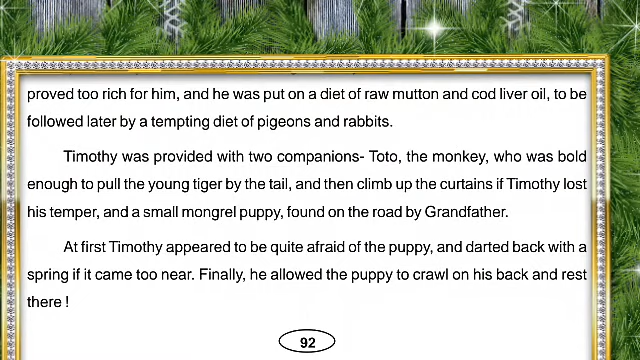 proved too rich for him, and he was put on a diet of raw mutton and cod liver oil, to be
followed later by a tempting diet of pigeons and rabbits.
Timothy was provided with two companions- Toto, the monkey, who was bold
enough to pull the young tiger by the tail, and then climb up the curtains if Timothy lost
his temper, and a small mongrel puppy, found on the road by Grandfather.
At first Timothy appeared to be quite afraid of the puppy, and darted back with a
spring if it came too near. Finally, he allowed the puppy to crawl on his back and rest
there !
92